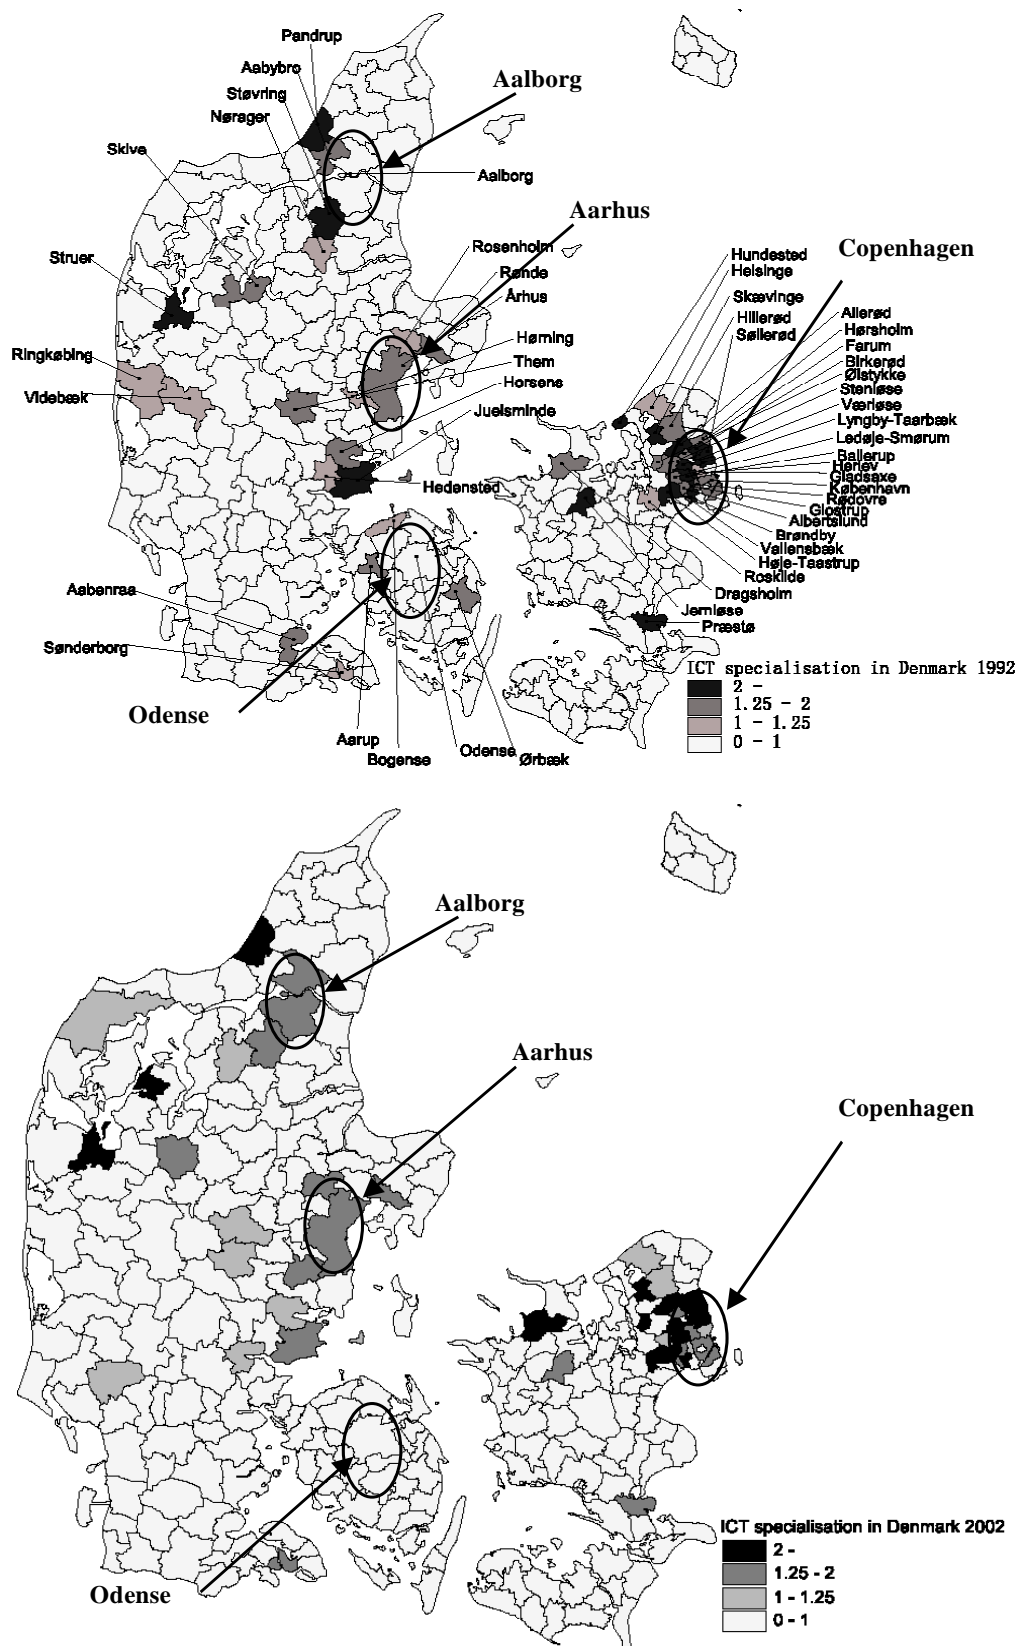 Pandrup
Aabybro
Støvring
Nørager
Skive
Aalborg
Aalborg
Aarhus
Struer
Rosenholm
Rønde
Århus
Copenhagen
Hundested
Helsinge
Skævinge
Hillerød
Søllerød
Allerød
Hørsholm
Farum
Birkerød
Ølstykke
Stenløse
Værløse
Lyngby-Taarbæk
Ledøje-Smørum
Ballerup
Herlev
Gladsaxe
København
Rødovre
Glostrup
Albertslund
Brøndby
Vallensbæk
Høje-Taastrup
Roskilde
Dragsholm
Jernløse
Præstø
Ringkøbing
Videbæk
Hørning
Them
Horsens
Juelsminde
Hedensted
Aabenraa
Sønderborg
Odense
Aarup
Bogense
Odense
Ørbæk
ICT specialisation in Denmark 1992
2 -
1.25 - 2
1 - 1.25
0 - 1
Aalborg
Aarhus
Copenhagen
Odense
ICT specialisation in Denmark 2002
2 -
1.25 - 2
1 - 1.25
0 - 1